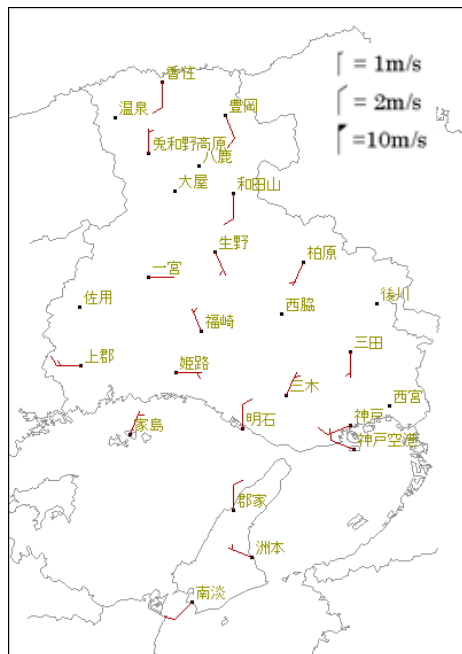 香住
= 1m/s
温泉
豊岡
= 2m/s
兎和野高原
=10m/s
八鹿
大屋
和田山
生野
柏原
一宮
佐用
西脇
後川
福崎
上郡
姫路
三田
三木
西宮
家島
明石
神戸
神戸空港
郡家
洲本
南淡